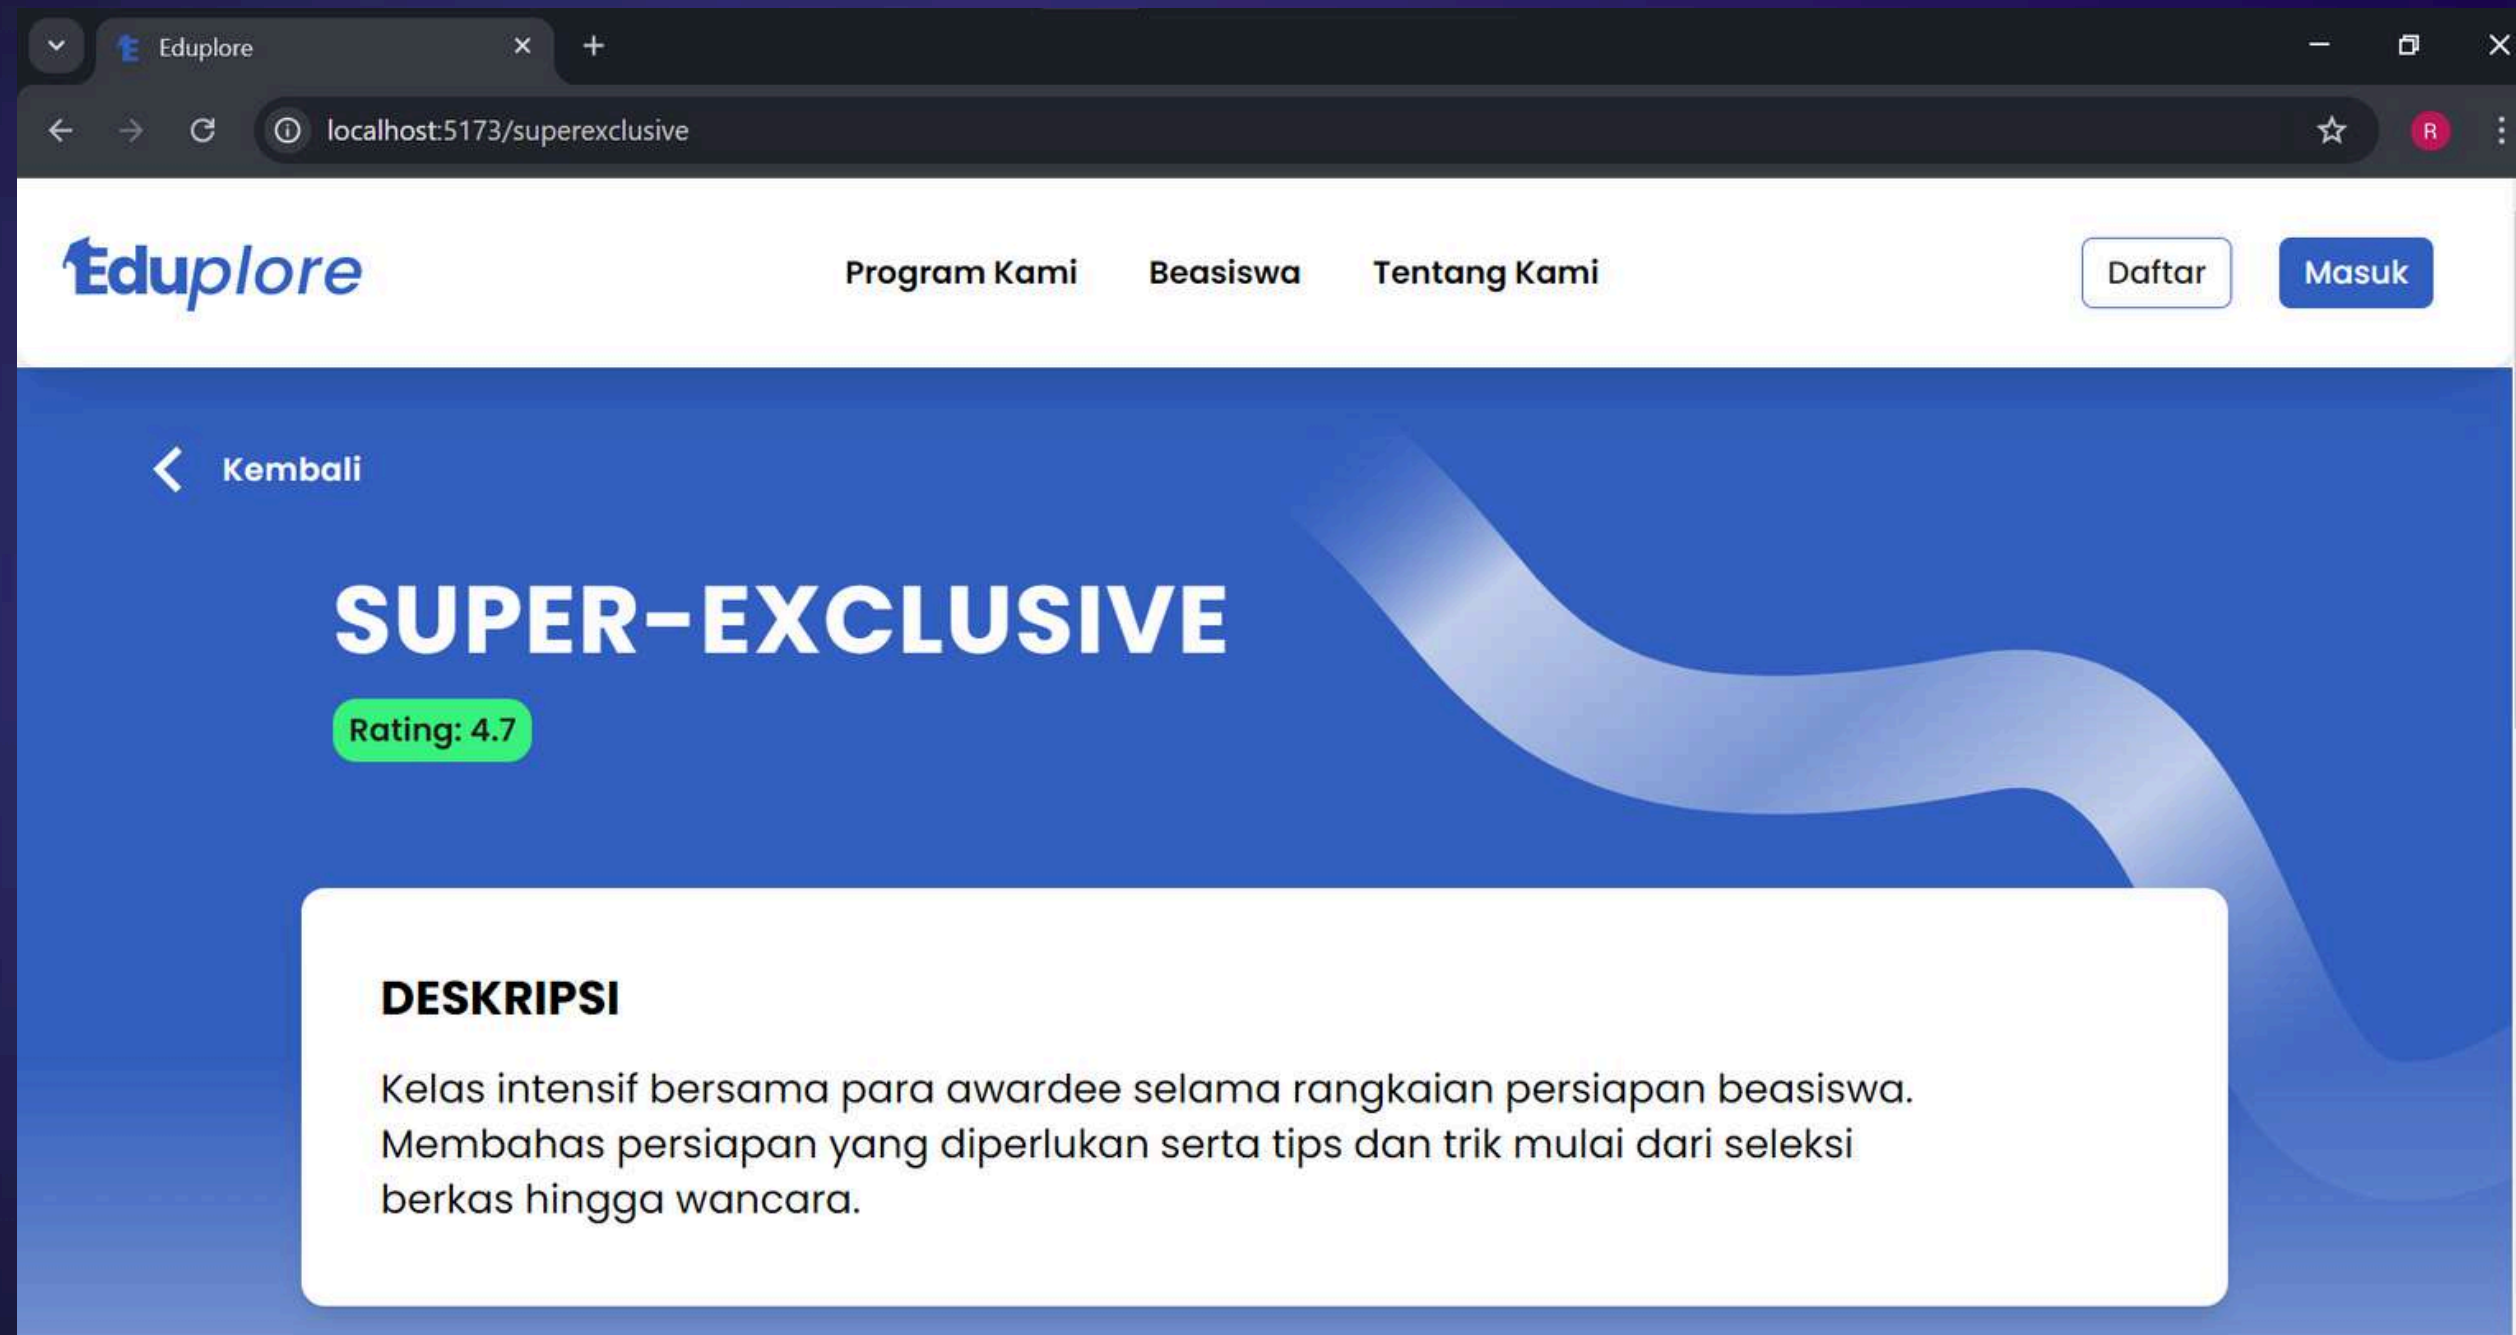 Eduplore
localhost:5173/superexclusive
R
Eduplore
Program Kami
Beasiswa
Tentang Kami
Daftar
Masuk
Kembali
SUPER-EXCLUSIVE
Rating: 4.7
DESKRIPSI
Kelas intensif bersama para awardee selama rangkaian persiapan beasiswa.
Membahas persiapan yang diperlukan serta tips dan trik mulai dari seleksi
berkas hingga wancara.